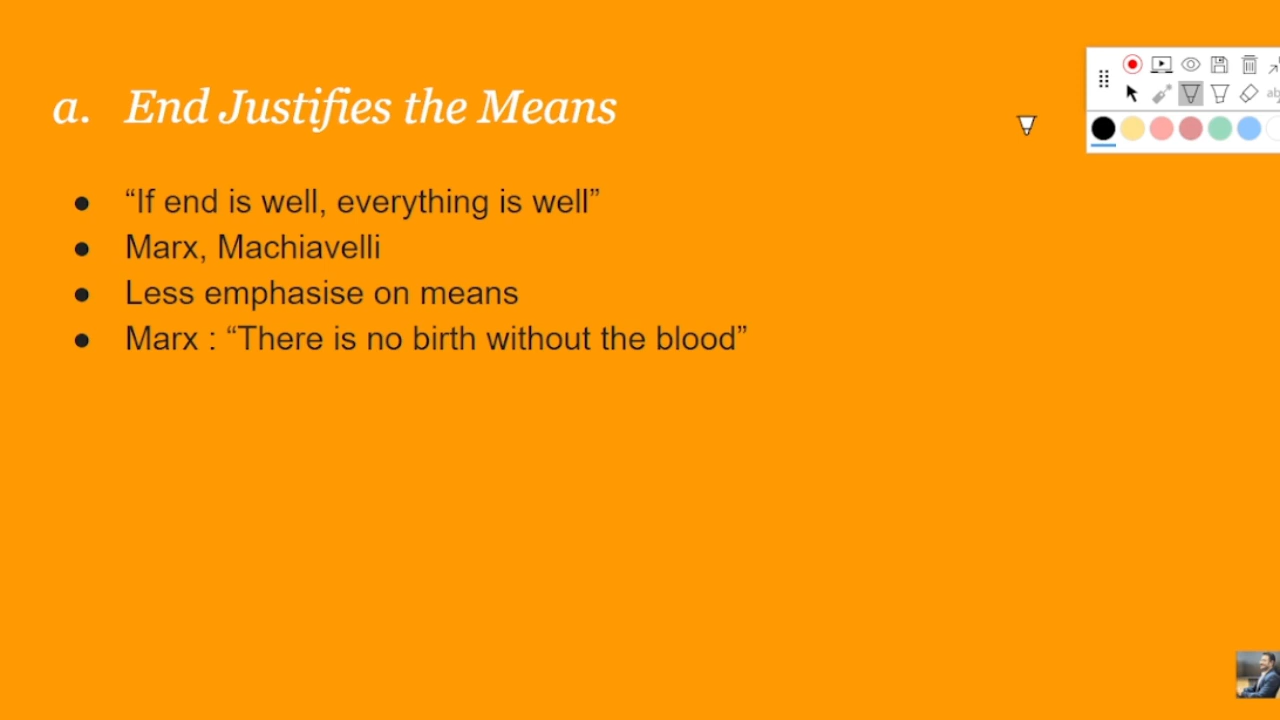 a. End Justifies the Means
● “If end is well, everything is well”
● Marx, Machiavelli
● Less emphasise on means
● Marx : “There is no birth without the blood”